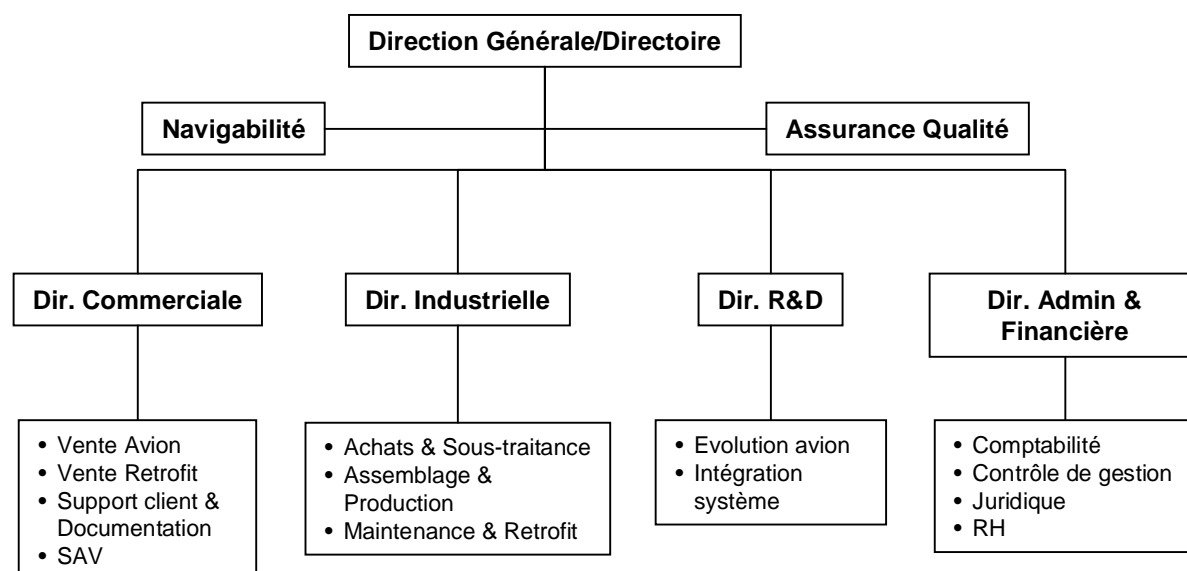 Direction Générale/Directoire
Navigabilité
Assurance Qualité
Dir. Commerciale
Dir. Industrielle
Dir. R&D
Dir. Admin &
Financière
• Vente Avion
• Vente Retrofit
• Support client &
Documentation
• SAV
• Achats & Sous-traitance
• Assemblage &
Production
• Maintenance & Retrofit
• Evolution avion
• Intégration
système
• Comptabilité
• Contrôle de gestion
• Juridique
• RH